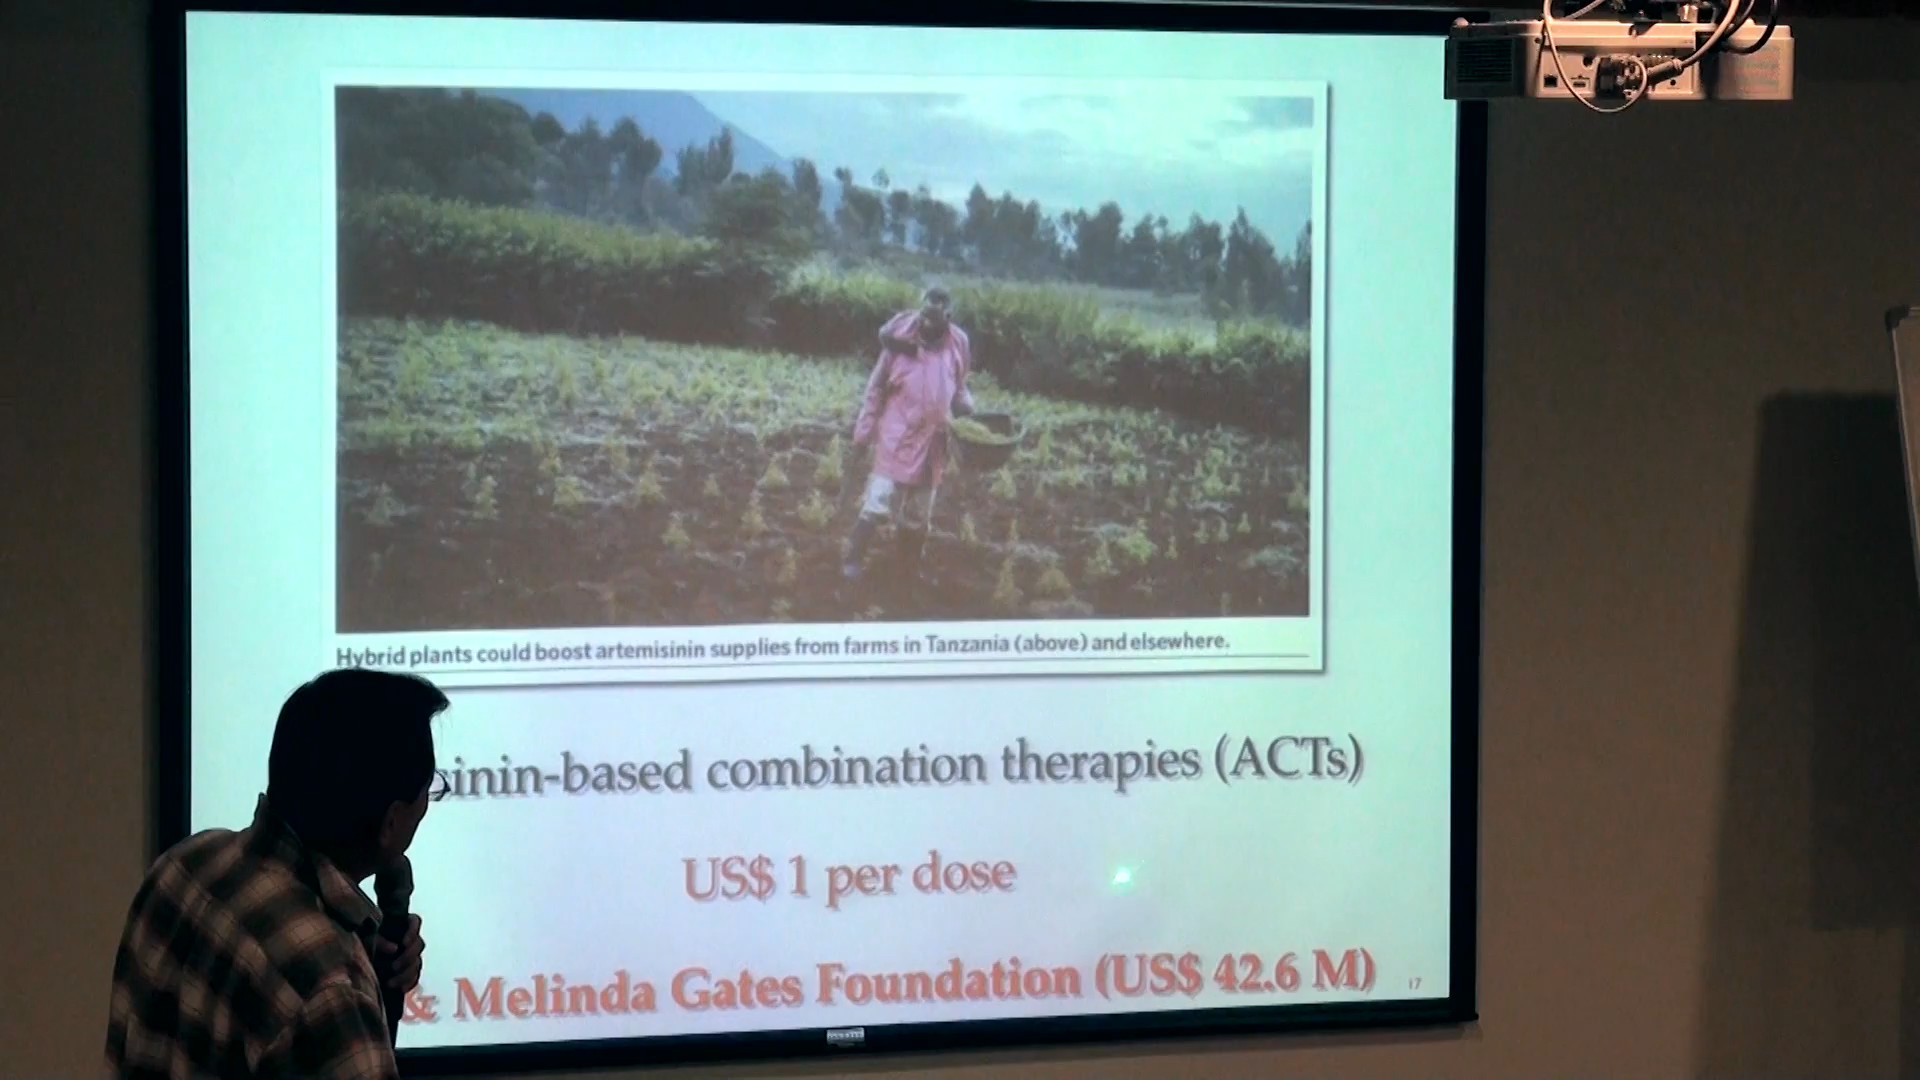 Hybrid plants could boost artemisinin supplies from farms in Tanzania (above) and elsewhere.
sinin-based combination therapies (ACTs)
US$ 1 per dose
& Melinda Gates Foundation (US$ 42.6 M)
17